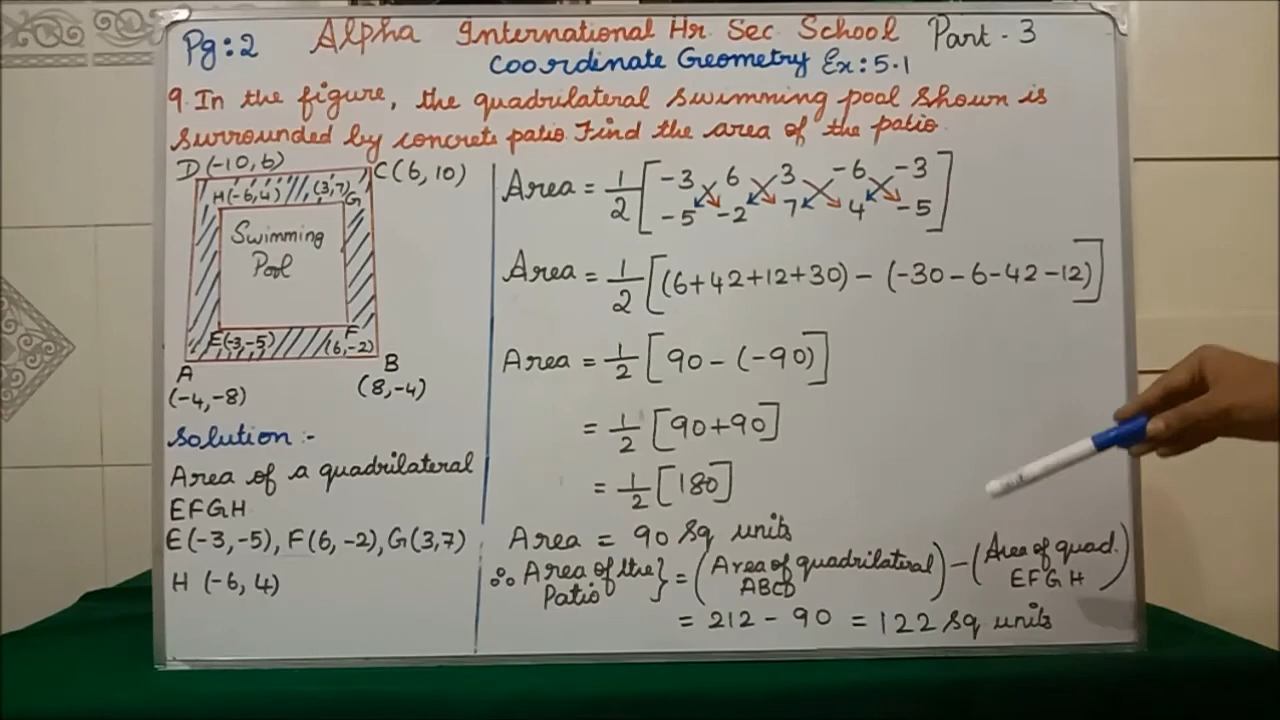 Pg:2 Alpha International Hr Sec School Part - 3
Coordinate Geometry Ex:5.1
9. In the figure, the quadrilateral swimming pool shown is
surrounded by concrete patio. Find the area of the patio.
D(-10,6) C(6,10)
H(-6,4) (3,7)
G
Swimming
Pool
E(-3,-5) F
(6,-2)
A B
(-4,-8) (8,-4)
Solution :-
Area of a quadrilateral
EFGH
E(-3,-5), F(6,-2), G(3,7)
H (-6,4)
Area = 1/2 [ -3 6 3 -6 -3
-5 -2 7 4 -5 ]
Area = 1/2 [(6+42+12+30) - (-30-6-42-12)]
Area = 1/2 [90-(-90)]
= 1/2 [90+90]
= 1/2 [180]
Area = 90 sq units
∴ Area of the Patio } = (Area of quadrilateral ABCD) - (Area of quad. EFGH)
= 212 - 90 = 122 sq units